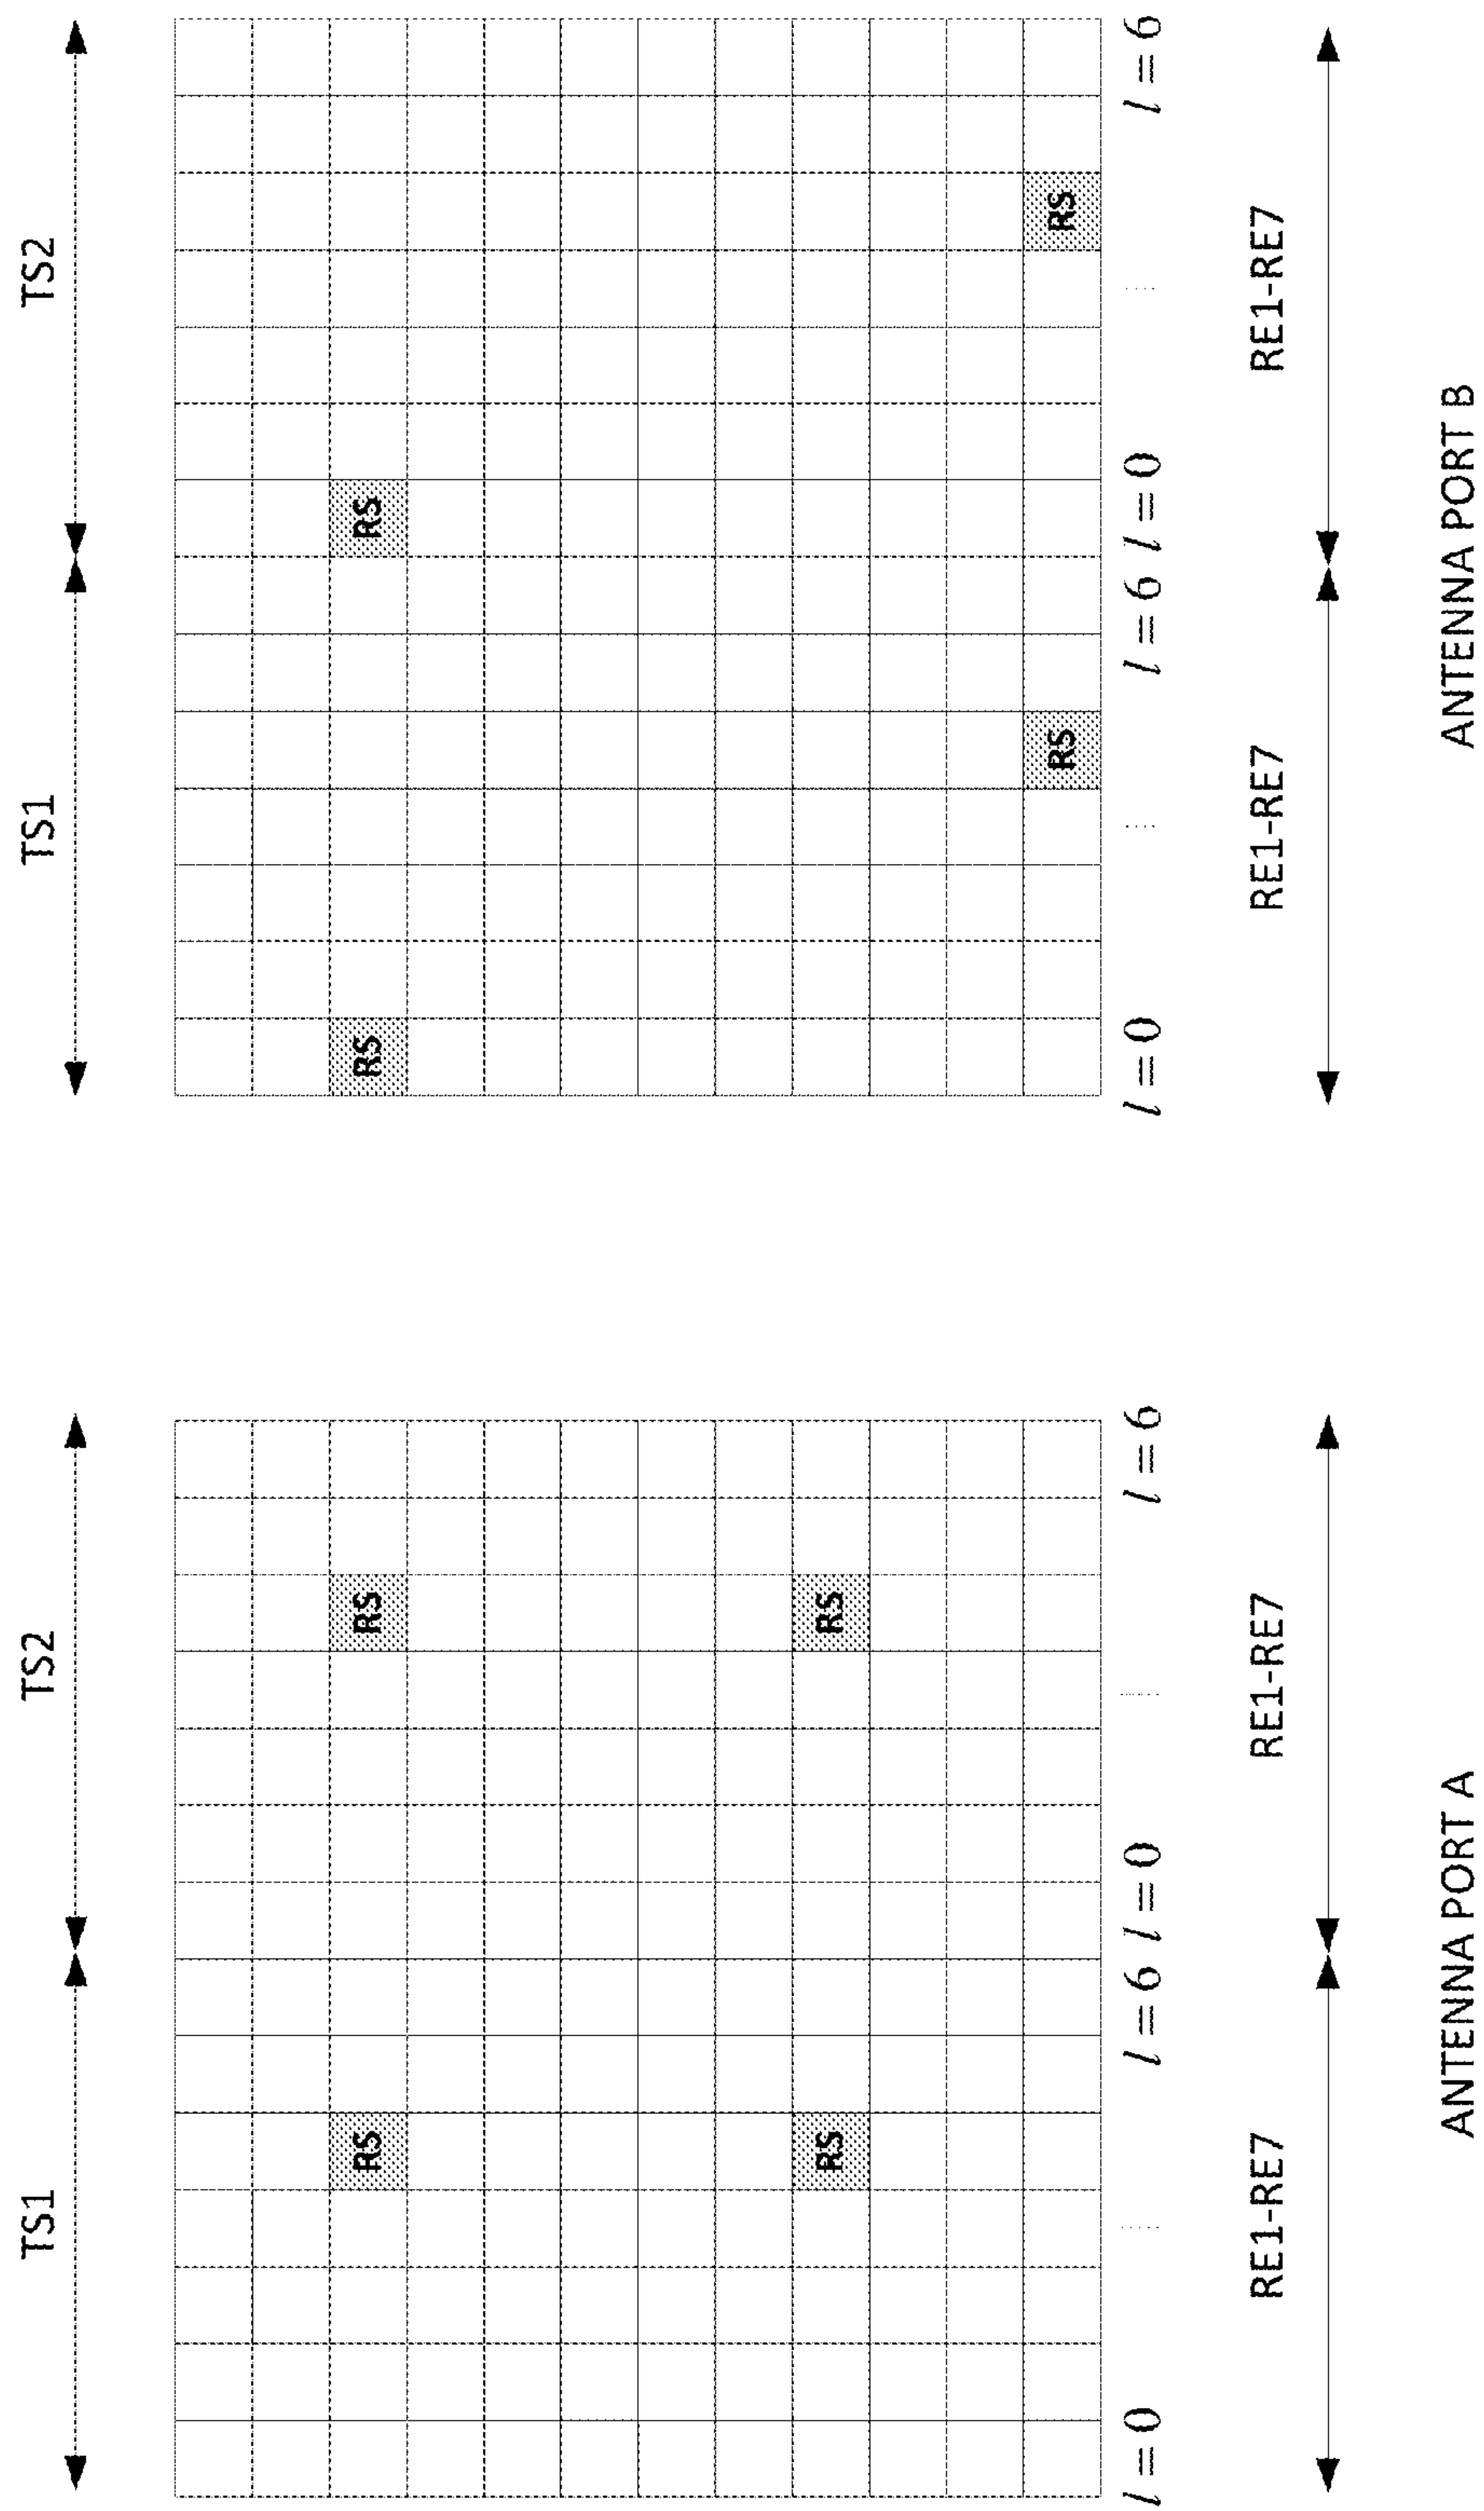 TS1 TS2
RS RS
RS RS
l = 0 l = 6 l = 0 l = 6
RE1-RE7 RE1-RE7
ANTENNA PORT A
TS1 TS2
RS RS
RS RS
l = 0 l = 6 l = 0 l = 6
RE1-RE7 RE1-RE7
ANTENNA PORT B